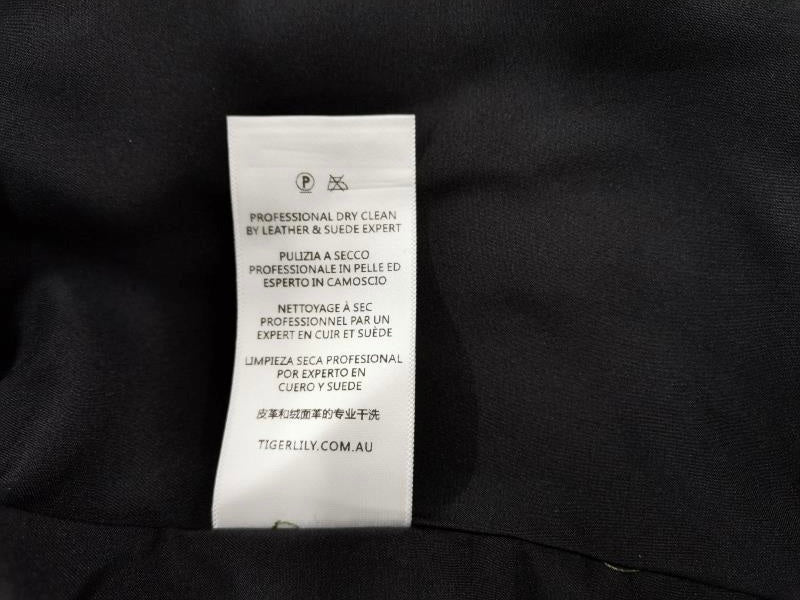 P
PROFESSIONAL DRY CLEAN
BY LEATHER & SUEDE EXPERT
PULIZIA A SECCO
PROFESSIONALE IN PELLE ED
ESPERTO IN CAMOSCIO
NETTOYAGE À SEC
PROFESSIONNEL PAR UN
EXPERT EN CUIR ET SUÈDE
LIMPIEZA SECA PROFESIONAL
POR EXPERTO EN
CUERO Y SUEDE
皮革和绒面革的专业干洗
TIGERLILY.COM.AU